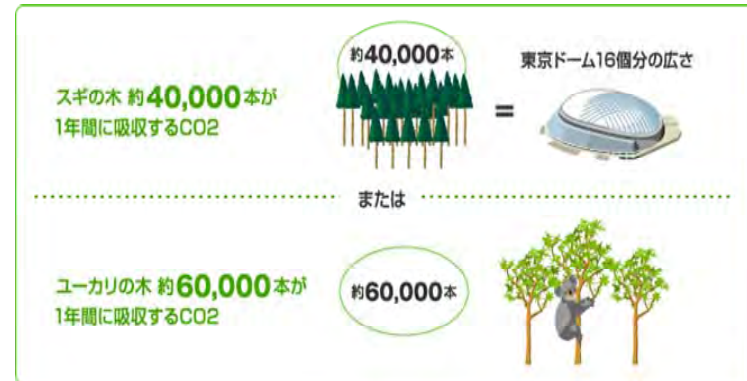 約40,000本
東京ドーム16個分の広さ
スギの木 約40,000本が
1年間に吸収するCO2
=
または
ユーカリの木 約60,000本が
1年間に吸収するCO2
約60,000本